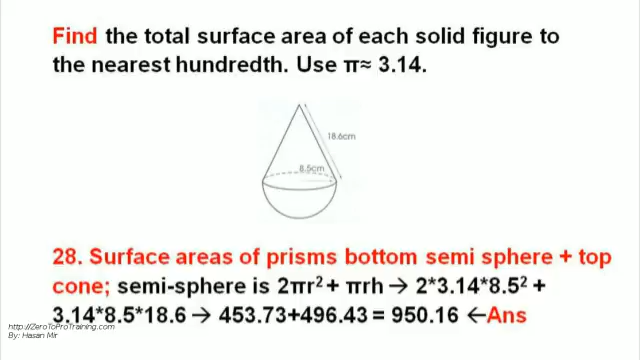 Find the total surface area of each solid figure to
the nearest hundredth. Use π≈ 3.14.
18.6cm
8.5cm
28. Surface areas of prisms bottom semi sphere + top
cone; semi-sphere is 2πr² + πrh → 2*3.14*8.5² +
3.14*8.5*18.6 → 453.73+496.43 = 950.16 ←Ans
http://ZeroToProTraining.com
By: Hasan Mir